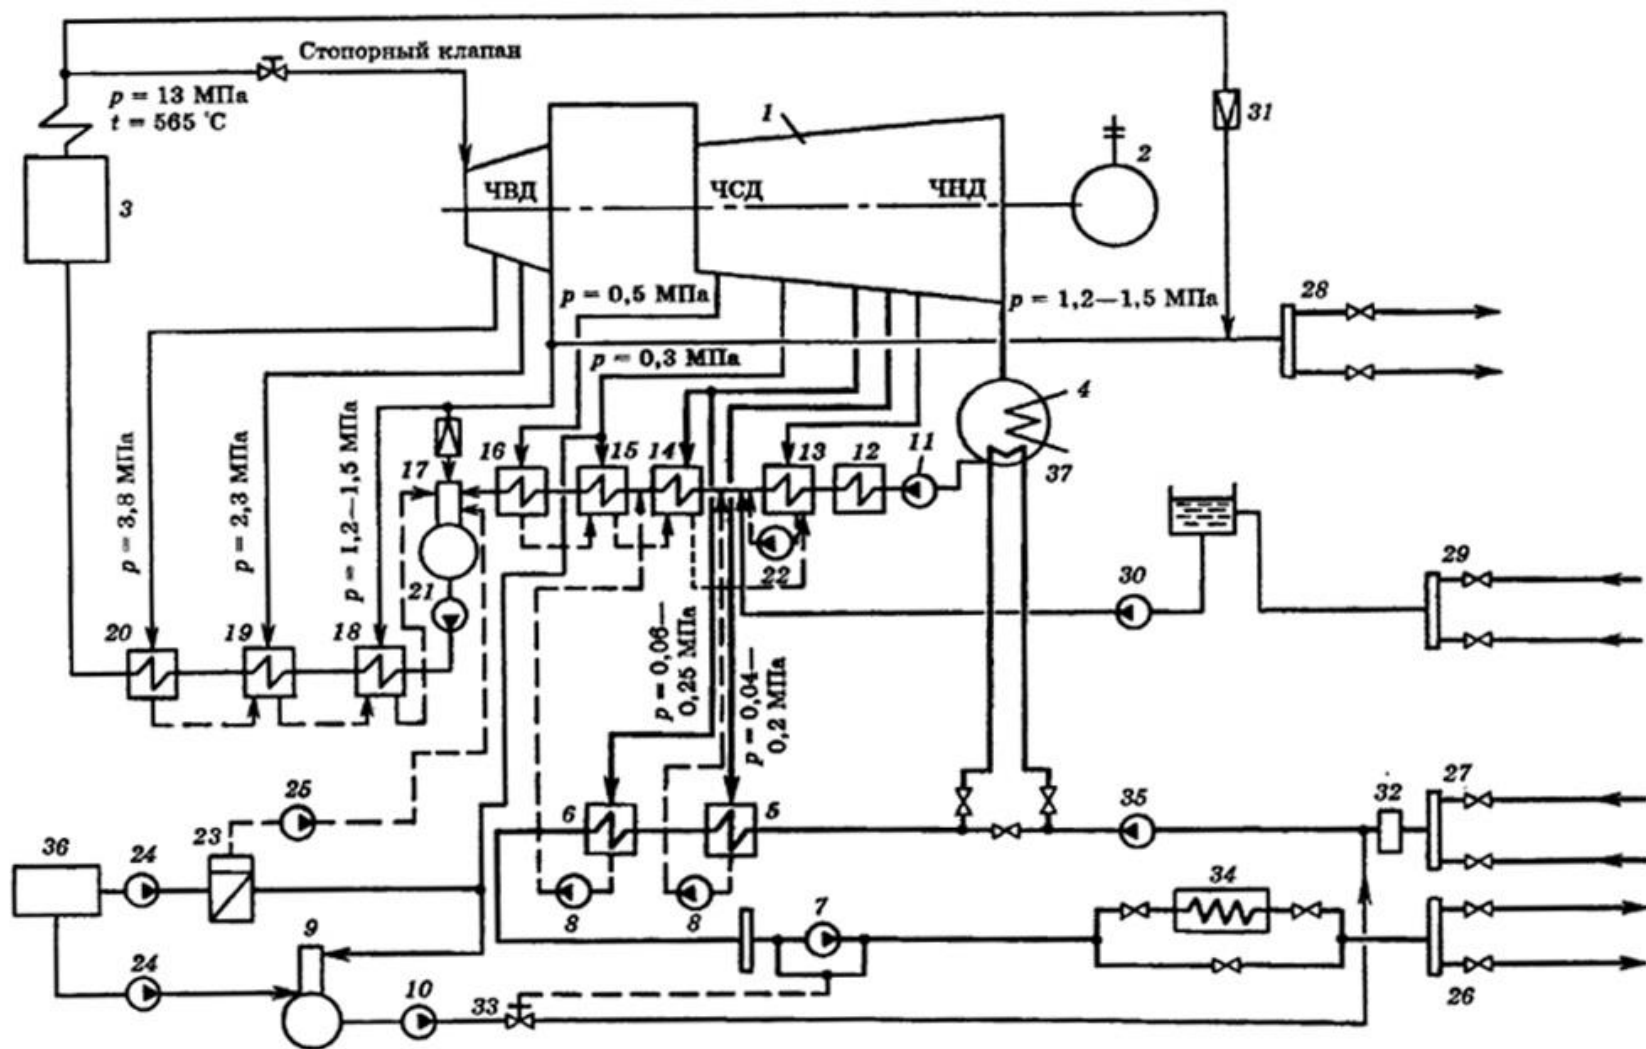 Стопорный клапан
p = 13 МПа
t = 565 °С
31
1
2
3
ЧВД
ЧСД
ЧНД
p = 0,5 МПа
p = 1,2—1,5 МПа
28
p = 0,3 МПа
4
p = 3,8 МПа
p = 2,3 МПа
p = 1,2—1,5 МПа
17
16
15
14
13
12
11
37
29
22
30
21
20
19
18
p = 0,06—
0,25 МПа
p = 0,04—
0,2 МПа
25
6
5
35
32
27
36
24
23
8
8
7
34
9
24
10
33
26